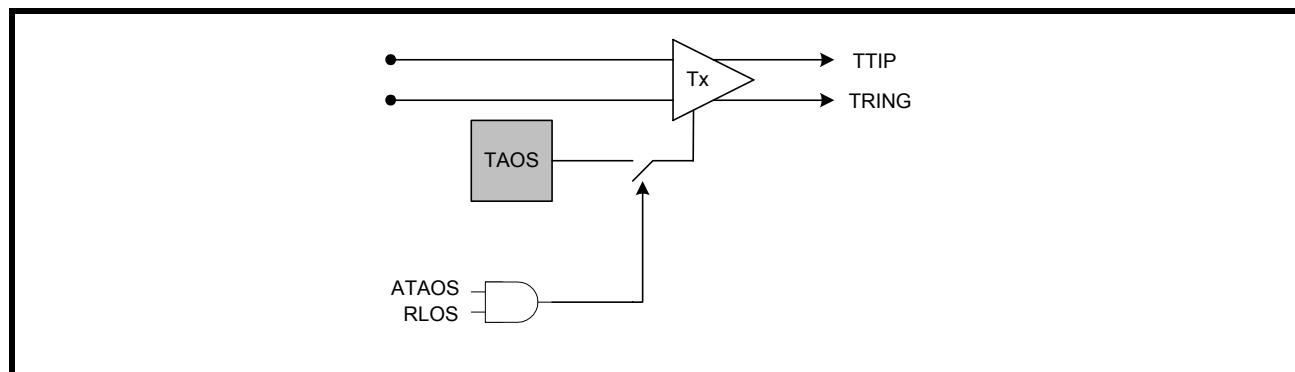 TTIP
Tx
TRING
TAOS
ATAOS
RLOS